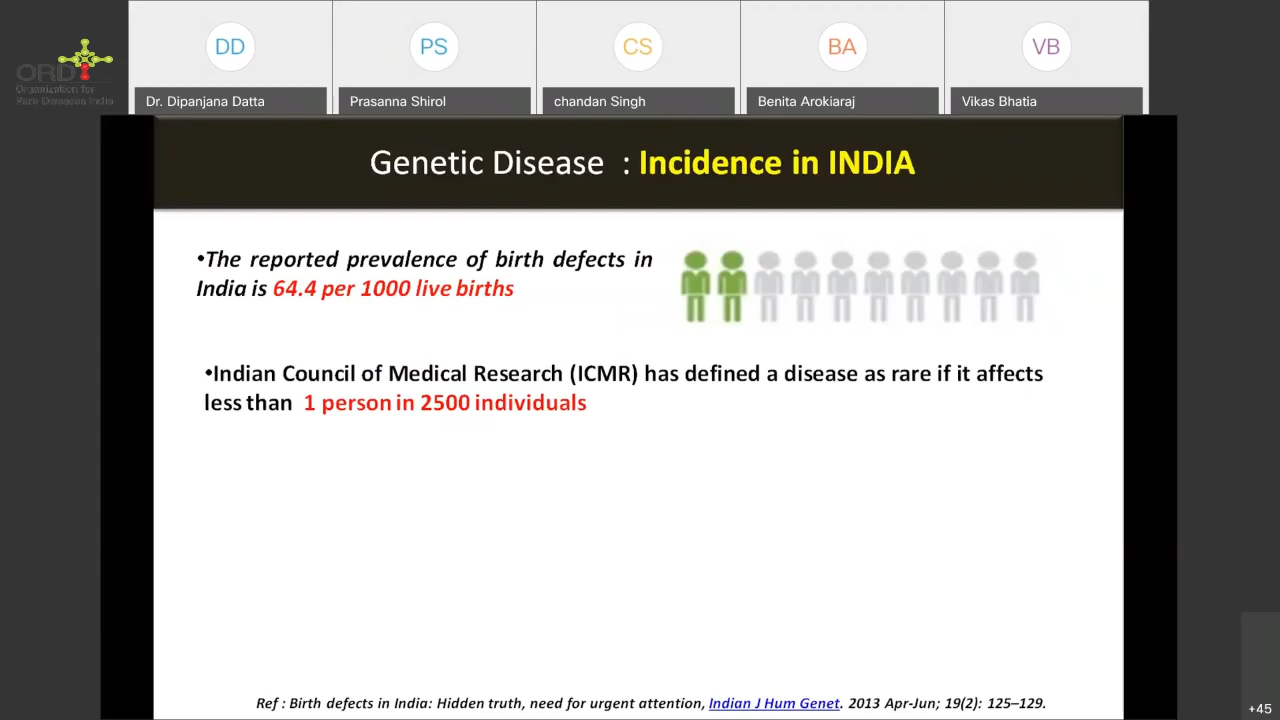 ORDI
Organization for
Rare Diseases India
DD
PS
CS
BA
VB
Dr. Dipanjana Datta
Prasanna Shirol
chandan Singh
Benita Arokiaraj
Vikas Bhatia
Genetic Disease : Incidence in INDIA
•The reported prevalence of birth defects in
India is 64.4 per 1000 live births
•Indian Council of Medical Research (ICMR) has defined a disease as rare if it affects
less than 1 person in 2500 individuals
Ref : Birth defects in India: Hidden truth, need for urgent attention, Indian J Hum Genet. 2013 Apr-Jun; 19(2): 125–129.
+45